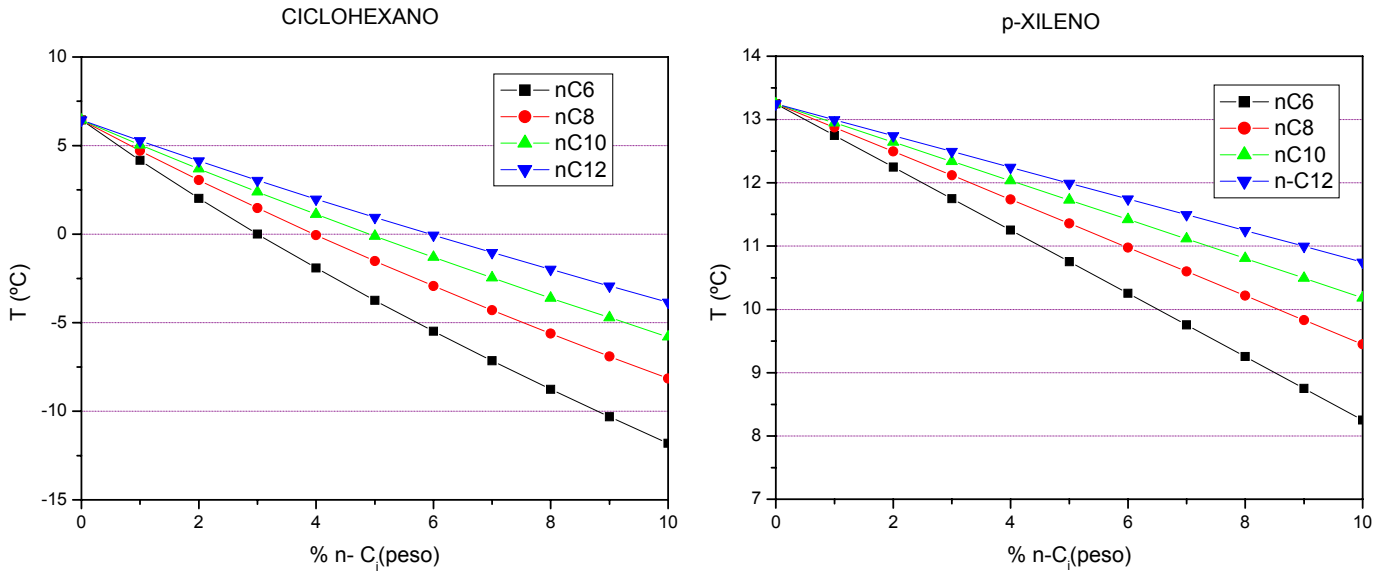 CICLOHEXANO
10
5
0
-5
-10
-15
T (ºC)
0
2
4
6
8
10
% n- Ci(peso)
nC6
nC8
nC10
nC12
p-XILENO
14
13
12
11
10
9
8
7
T (ºC)
0
2
4
6
8
10
% n-Ci(peso)
nC6
nC8
nC10
n-C12